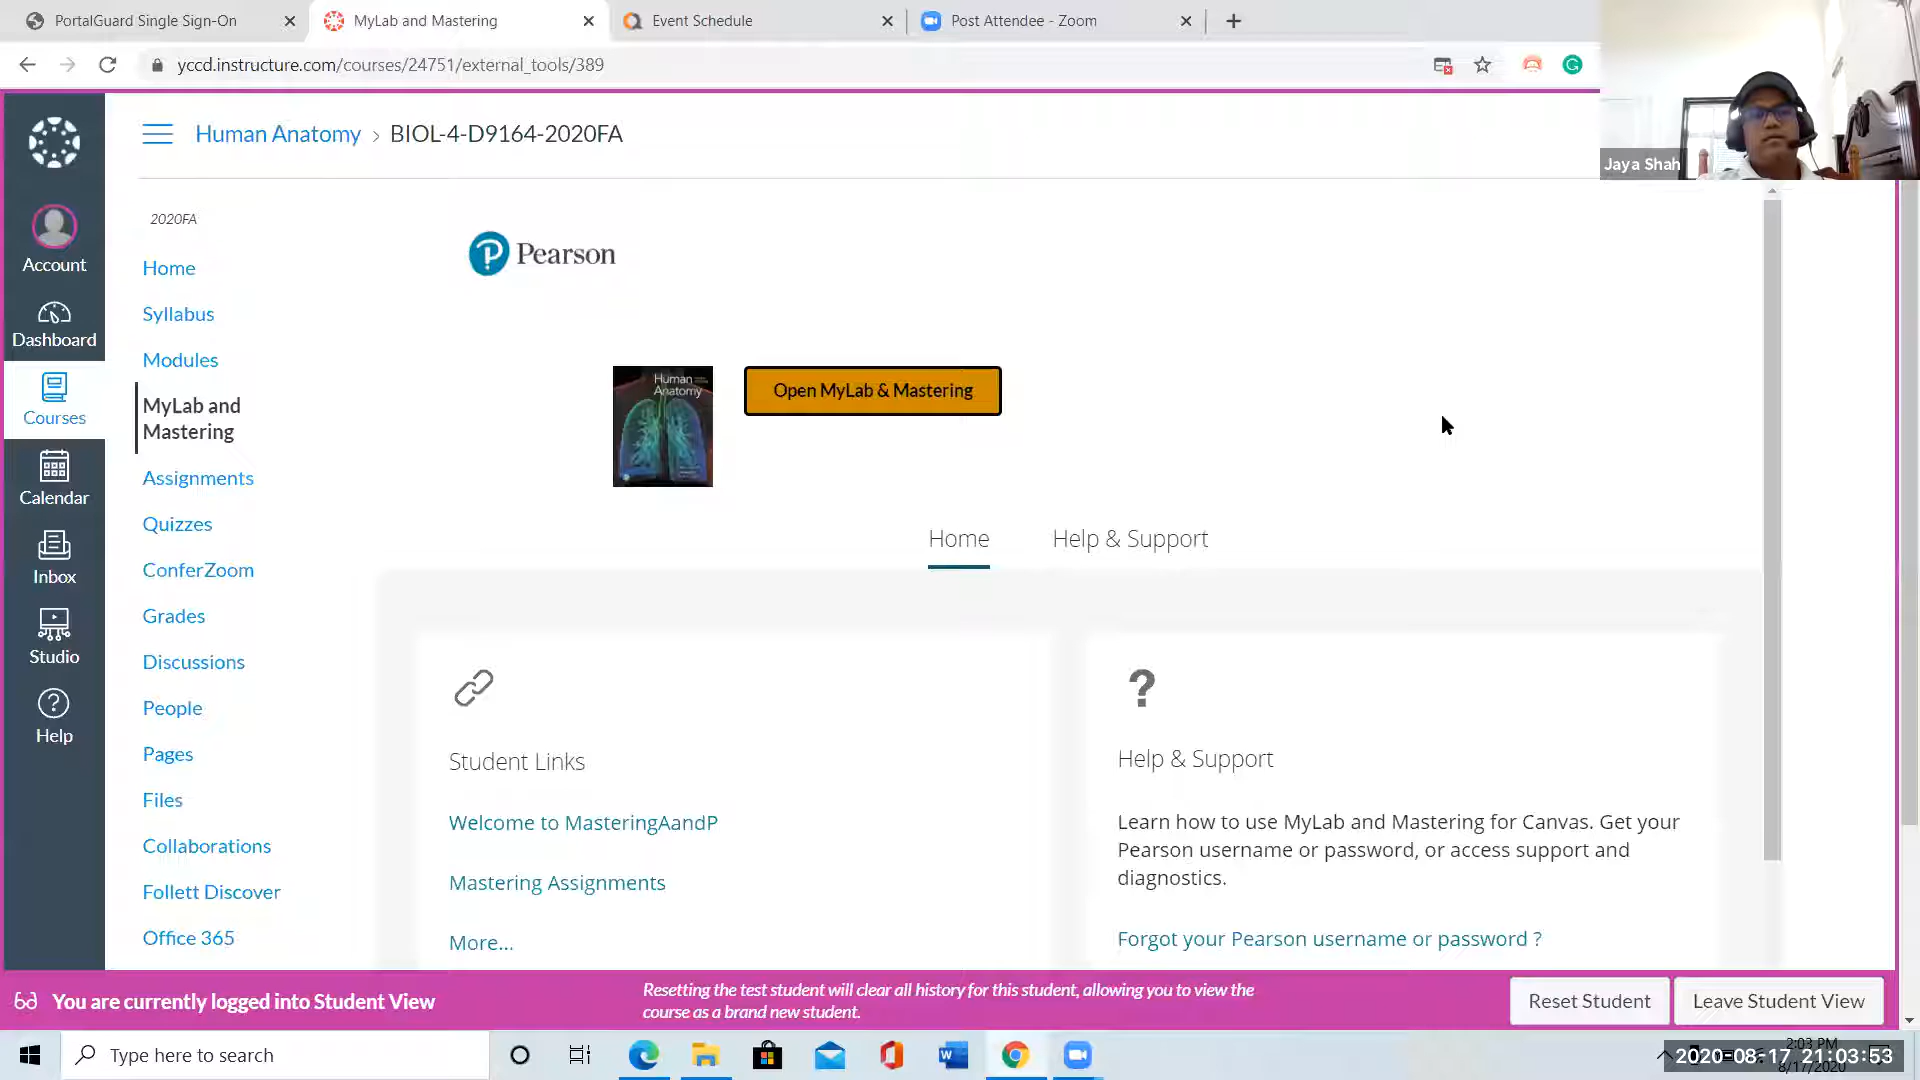 PortalGuard Single Sign-On
MyLab and Mastering
Event Schedule
Post Attendee - Zoom
yccd.instructure.com/courses/24751/external_tools/389
Jaya Shah
Human Anatomy > BIOL-4-D9164-2020FA
Account
Dashboard
Courses
Calendar
Inbox
Studio
Help
2020FA
Home
Syllabus
Modules
MyLab and
Mastering
Assignments
Quizzes
ConferZoom
Grades
Discussions
People
Pages
Files
Collaborations
Follett Discover
Office 365
Pearson
Human
Anatomy
Open MyLab & Mastering
Home
Help & Support
Student Links
Welcome to MasteringAandP
Mastering Assignments
More...
?
Help & Support
Learn how to use MyLab and Mastering for Canvas. Get your
Pearson username or password, or access support and
diagnostics.
Forgot your Pearson username or password ?
You are currently logged into Student View
Resetting the test student will clear all history for this student, allowing you to view the
course as a brand new student.
Reset Student
Leave Student View
Type here to search
2:03 PM
2020-08-17 21:03:53
8/17/2020